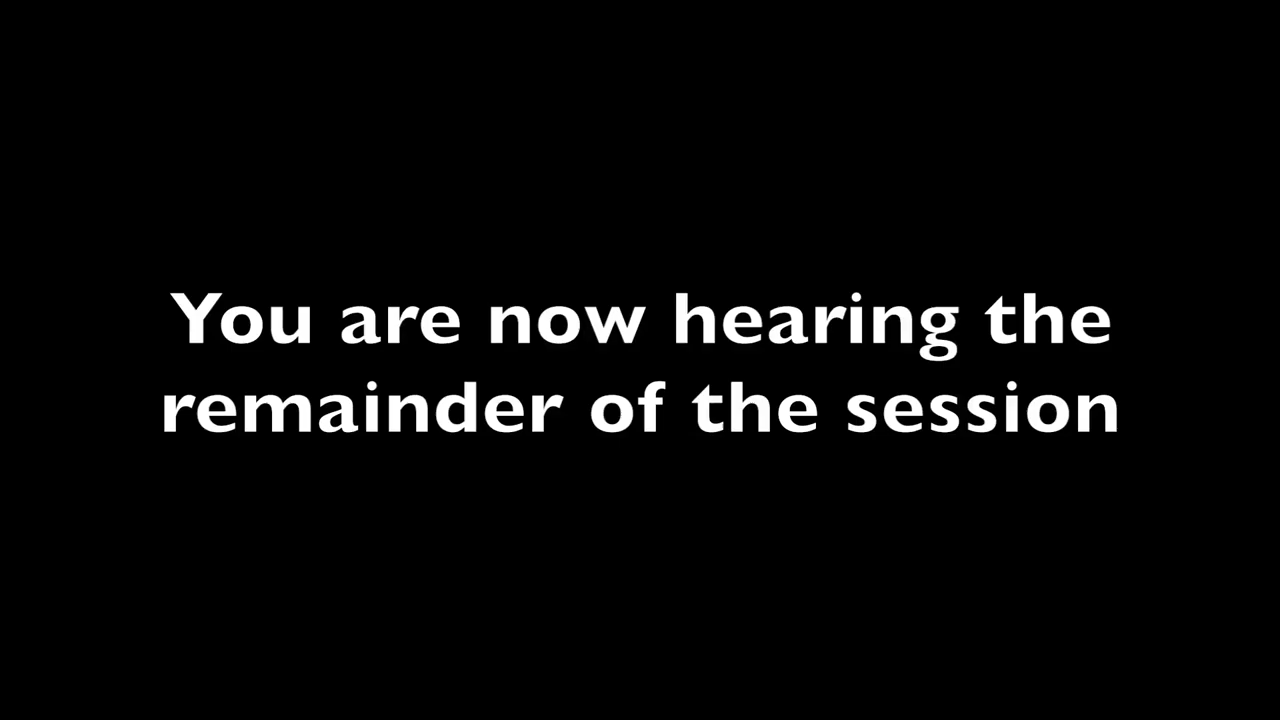 You are now hearing the
remainder of the session